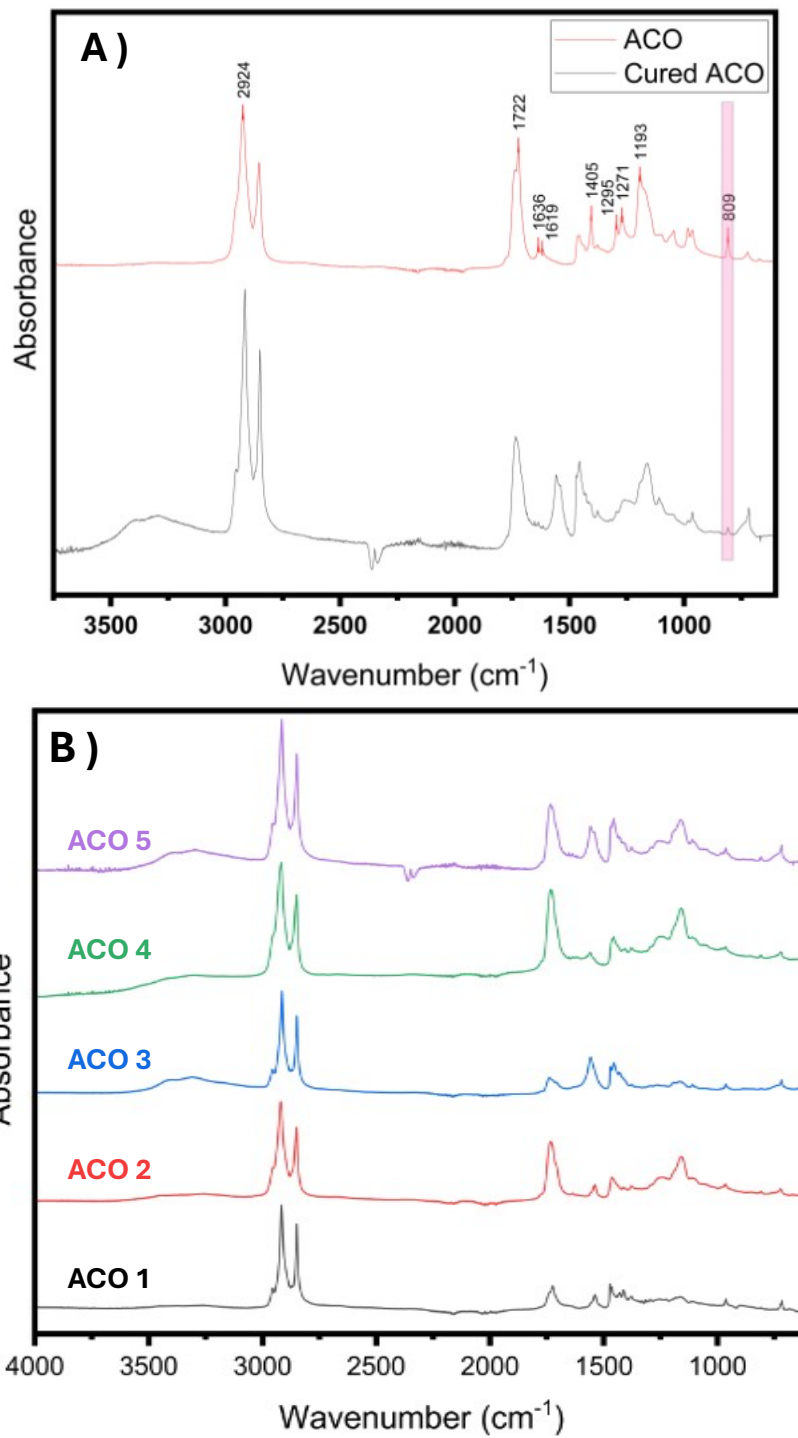 A )
ACO
Cured ACO
2924
1722
1636
1619
1405
1295
1271
1193
809
Absorbance
3500 3000 2500 2000 1500 1000
Wavenumber (cm⁻¹)
B )
ACO 5
ACO 4
ACO 3
ACO 2
ACO 1
Absorbance
4000 3500 3000 2500 2000 1500 1000
Wavenumber (cm⁻¹)